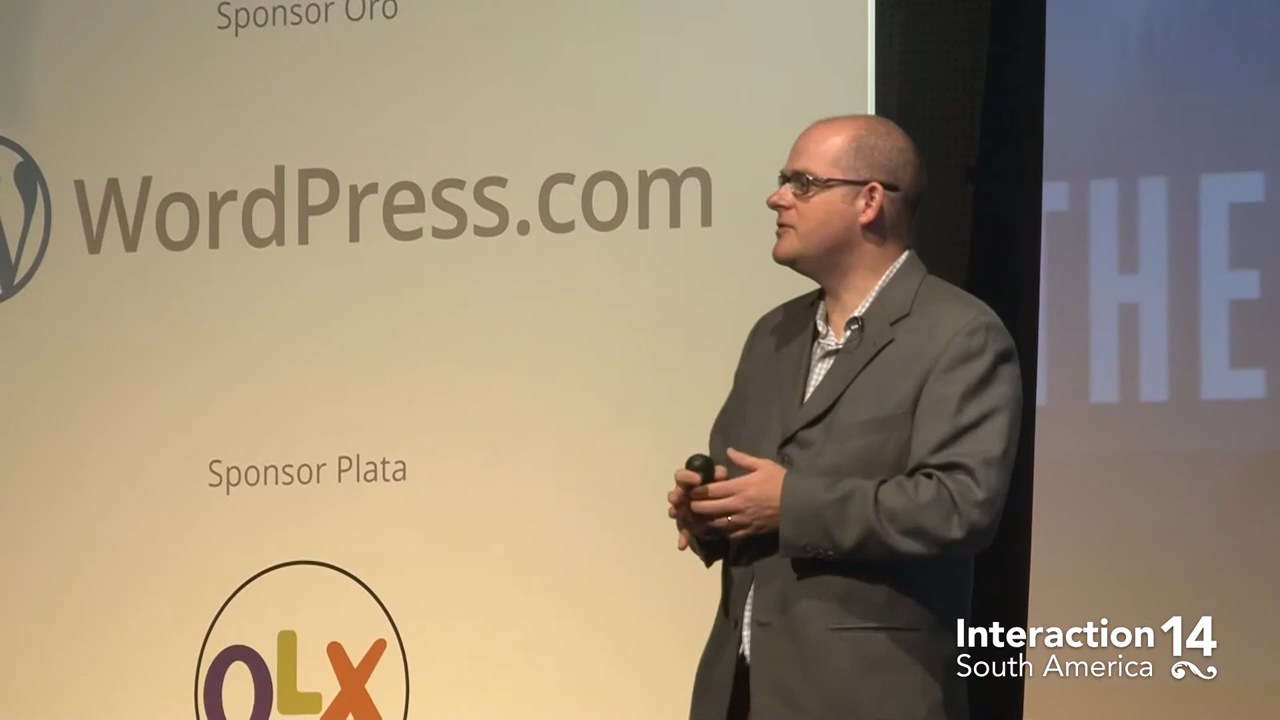 Sponsor Oro
WordPress.com
Sponsor Plata
OLX
THE
Interaction 14
South America